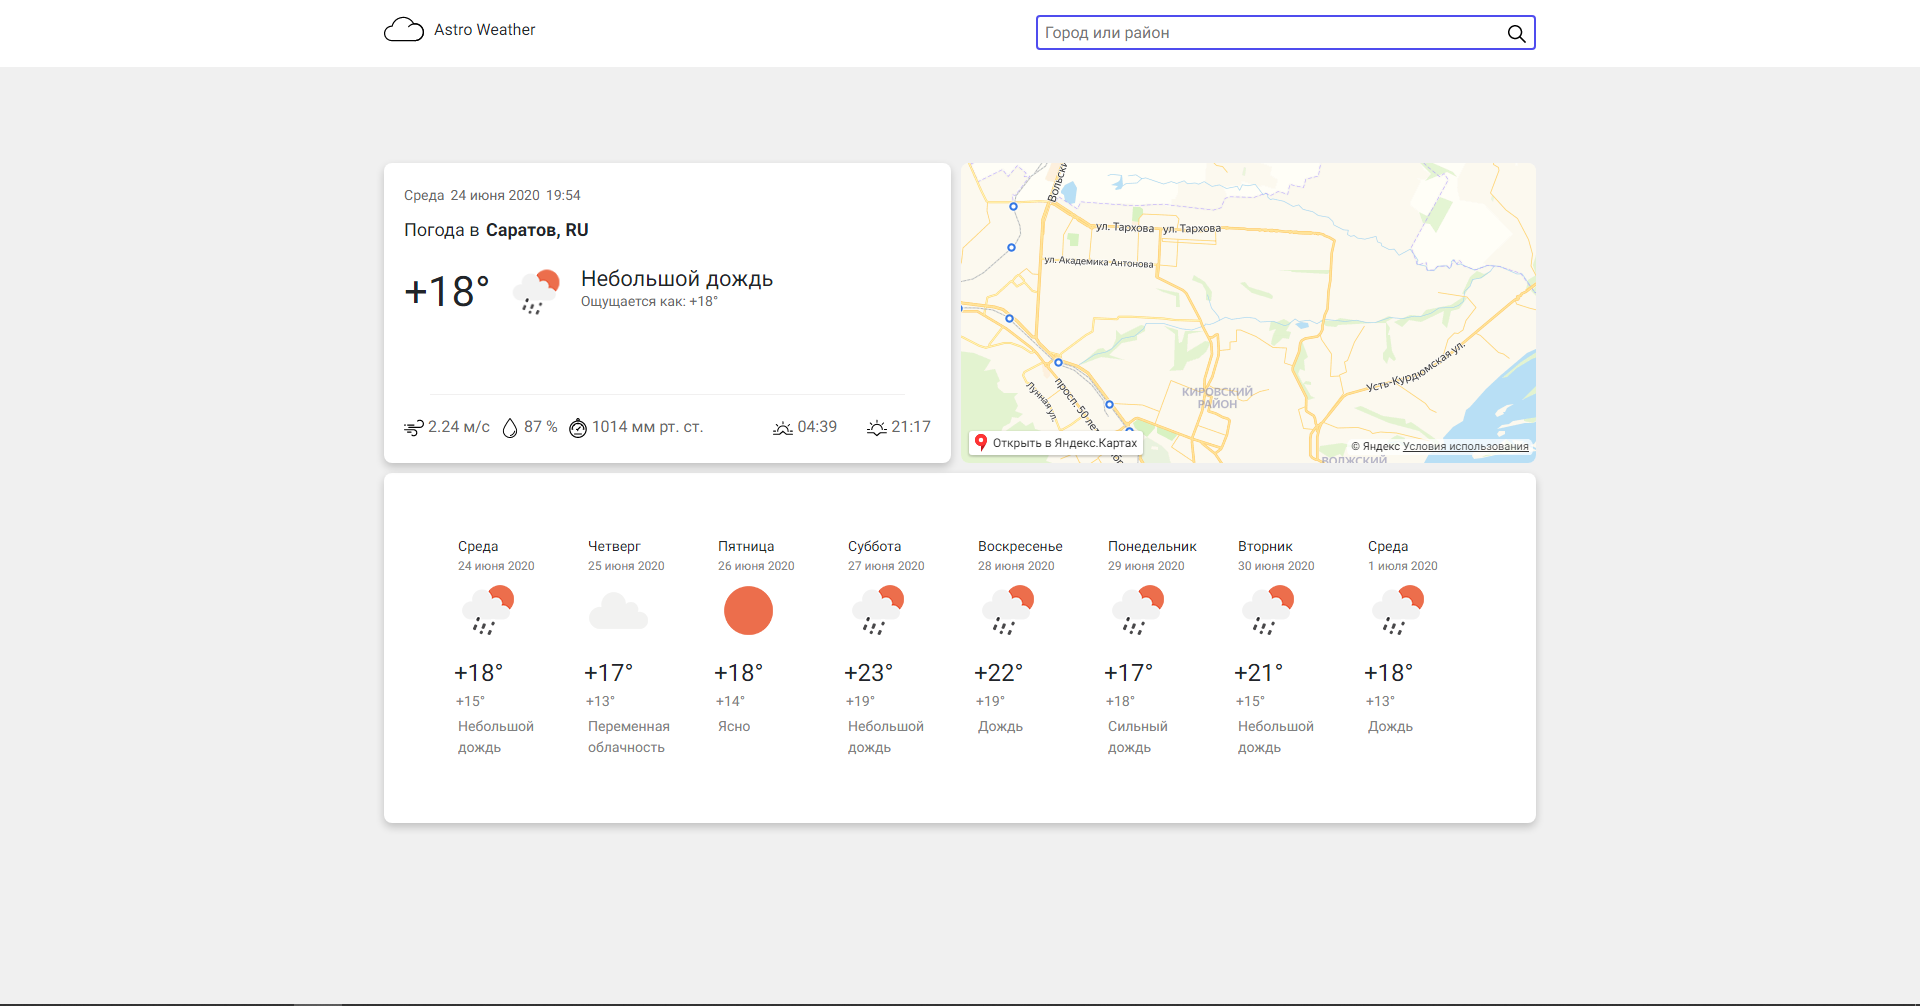 Astro Weather
Город или район
Среда 24 июня 2020 19:54
Погода в Саратов, RU
+18°
Небольшой дождь
Ощущается как: +18°
2.24 м/с 87 % 1014 мм рт. ст. 04:39 21:17
Вольски
ул. Тархова ул. Тархова
ул. Академика Антонова
Усть-Курдюмская ул.
КИРОВСКИЙ
РАЙОН
Лунная ул.
просп. 50 лет
Открыть в Яндекс.Картах
© Яндекс Условия использования
ВОЛЖСКИЙ
Среда Четверг Пятница Суббота Воскресенье Понедельник Вторник Среда
24 июня 2020 25 июня 2020 26 июня 2020 27 июня 2020 28 июня 2020 29 июня 2020 30 июня 2020 1 июля 2020
+18° +17° +18° +23° +22° +17° +21° +18°
+15° +13° +14° +19° +19° +18° +15° +13°
Небольшой Переменная Ясно Небольшой Дождь Сильный Небольшой Дождь
дождь облачность дождь дождь дождь